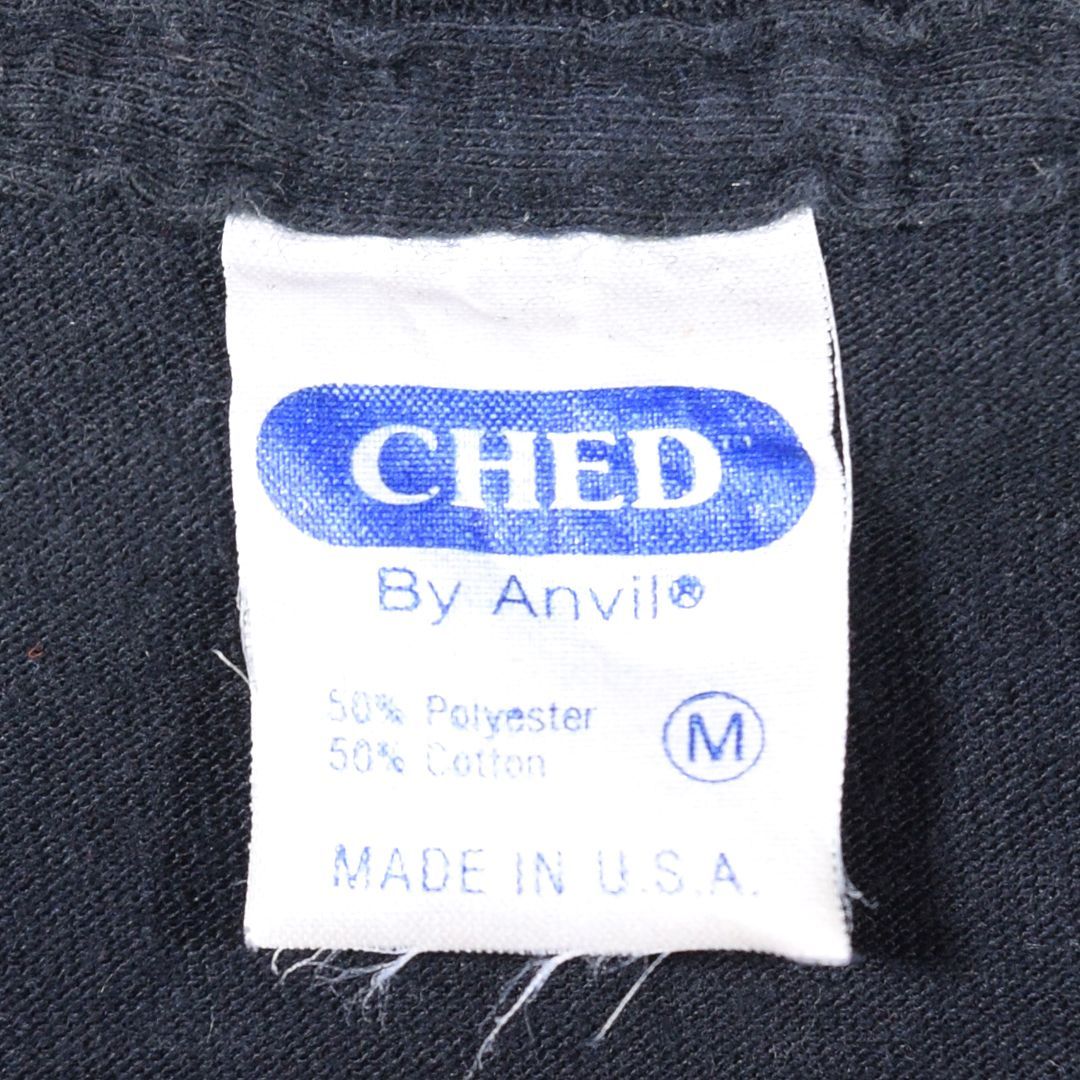 CHED™
By Anvil®
50% Polyester
50% Cotton
M
MADE IN U.S.A.